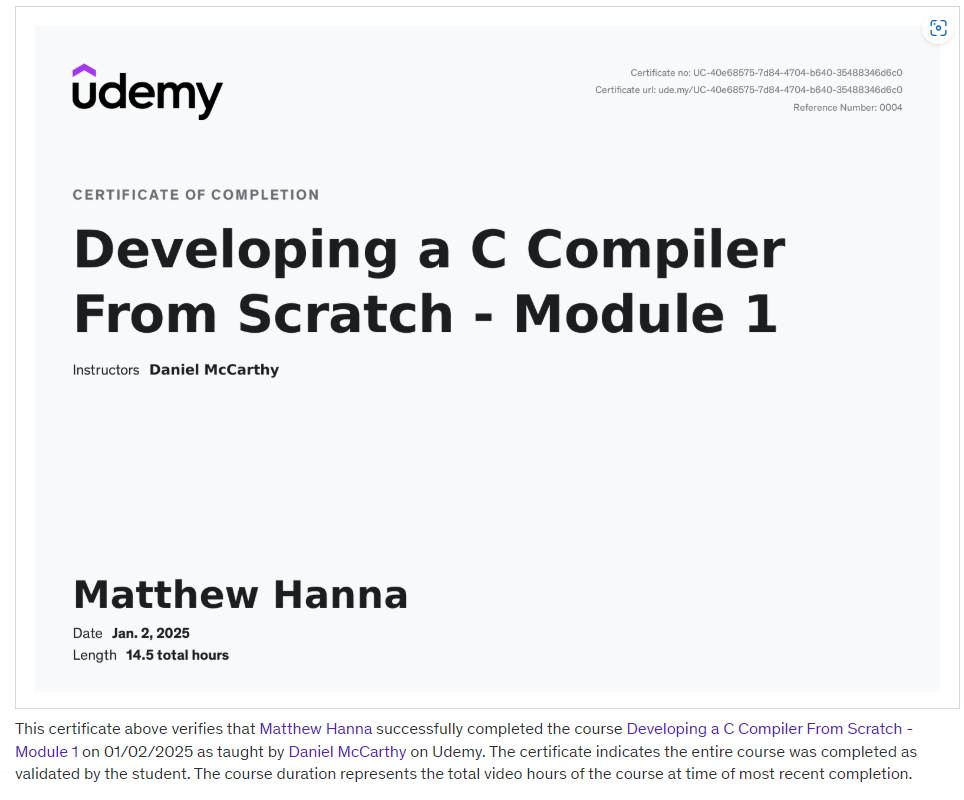 udemy
Certificate no: UC-40e68575-7d84-4704-b640-35488346d6c0
Certificate url: ude.my/UC-40e68575-7d84-4704-b640-35488346d6c0
Reference Number: 0004
CERTIFICATE OF COMPLETION
Developing a C Compiler
From Scratch - Module 1
Instructors Daniel McCarthy
Matthew Hanna
Date Jan. 2, 2025
Length 14.5 total hours
This certificate above verifies that Matthew Hanna successfully completed the course Developing a C Compiler From Scratch -
Module 1 on 01/02/2025 as taught by Daniel McCarthy on Udemy. The certificate indicates the entire course was completed as
validated by the student. The course duration represents the total video hours of the course at time of most recent completion.